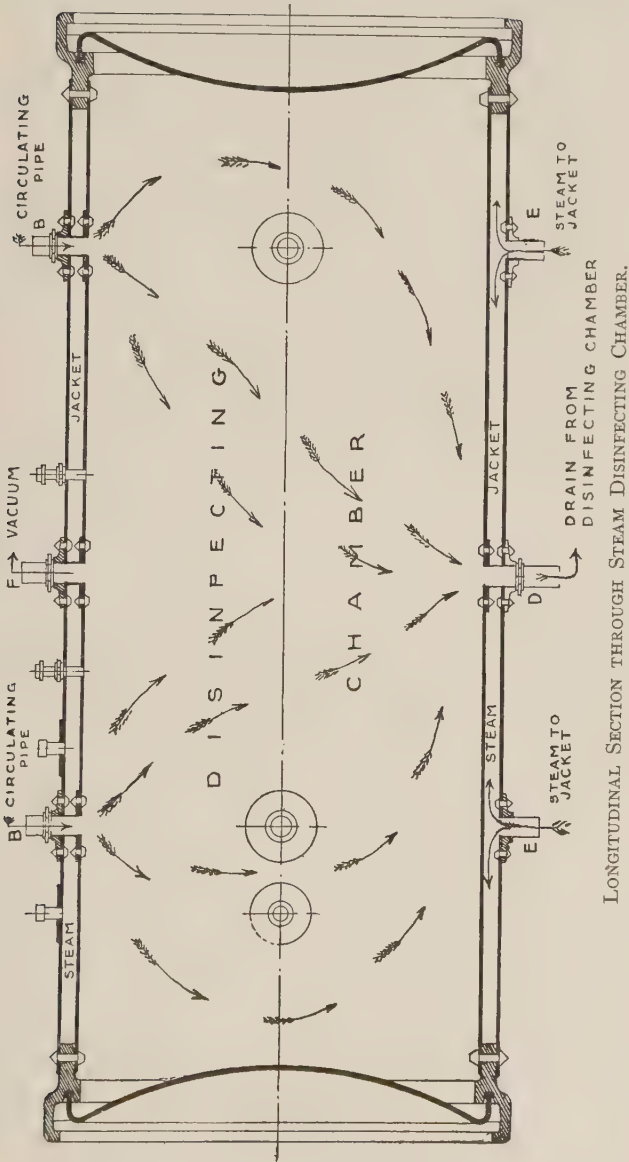 B CIRCULATING
PIPE
F → VACUUM
B CIRCULATING
PIPE
STEAM
JACKET
DISINPECTING
CHAMBER
STEAM
JACKET
E
STEAM TO
JACKET
D
DRAIN FROM
DISINFECTING CHAMBER
E
STEAM TO
JACKET
LONGITUDINAL SECTION THROUGH STEAM DISINFECTING CHAMBER.